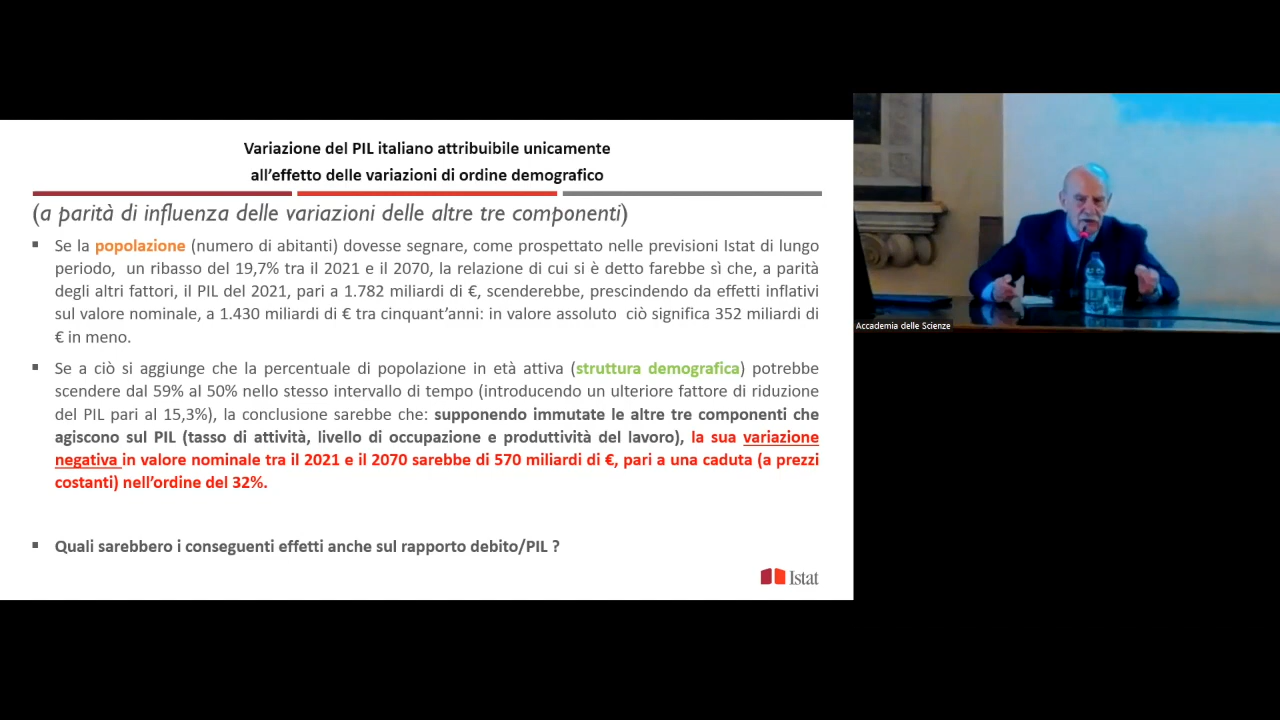 Variazione del PIL italiano attribuibile unicamente
all'effetto delle variazioni di ordine demografico
(a parità di influenza delle variazioni delle altre tre componenti)
▪ Se la popolazione (numero di abitanti) dovesse segnare, come prospettato nelle previsioni Istat di lungo
periodo, un ribasso del 19,7% tra il 2021 e il 2070, la relazione di cui si è detto farebbe sì che, a parità
degli altri fattori, il PIL del 2021, pari a 1.782 miliardi di €, scenderebbe, prescindendo da effetti inflativi
sul valore nominale, a 1.430 miliardi di € tra cinquant'anni: in valore assoluto ciò significa 352 miliardi di
€ in meno.
▪ Se a ciò si aggiunge che la percentuale di popolazione in età attiva (struttura demografica) potrebbe
scendere dal 59% al 50% nello stesso intervallo di tempo (introducendo un ulteriore fattore di riduzione
del PIL pari al 15,3%), la conclusione sarebbe che: supponendo immutate le altre tre componenti che
agiscono sul PIL (tasso di attività, livello di occupazione e produttività del lavoro), la sua variazione
negativa in valore nominale tra il 2021 e il 2070 sarebbe di 570 miliardi di €, pari a una caduta (a prezzi
costanti) nell'ordine del 32%.
▪ Quali sarebbero i conseguenti effetti anche sul rapporto debito/PIL ?
Istat
Accademia delle Scienze